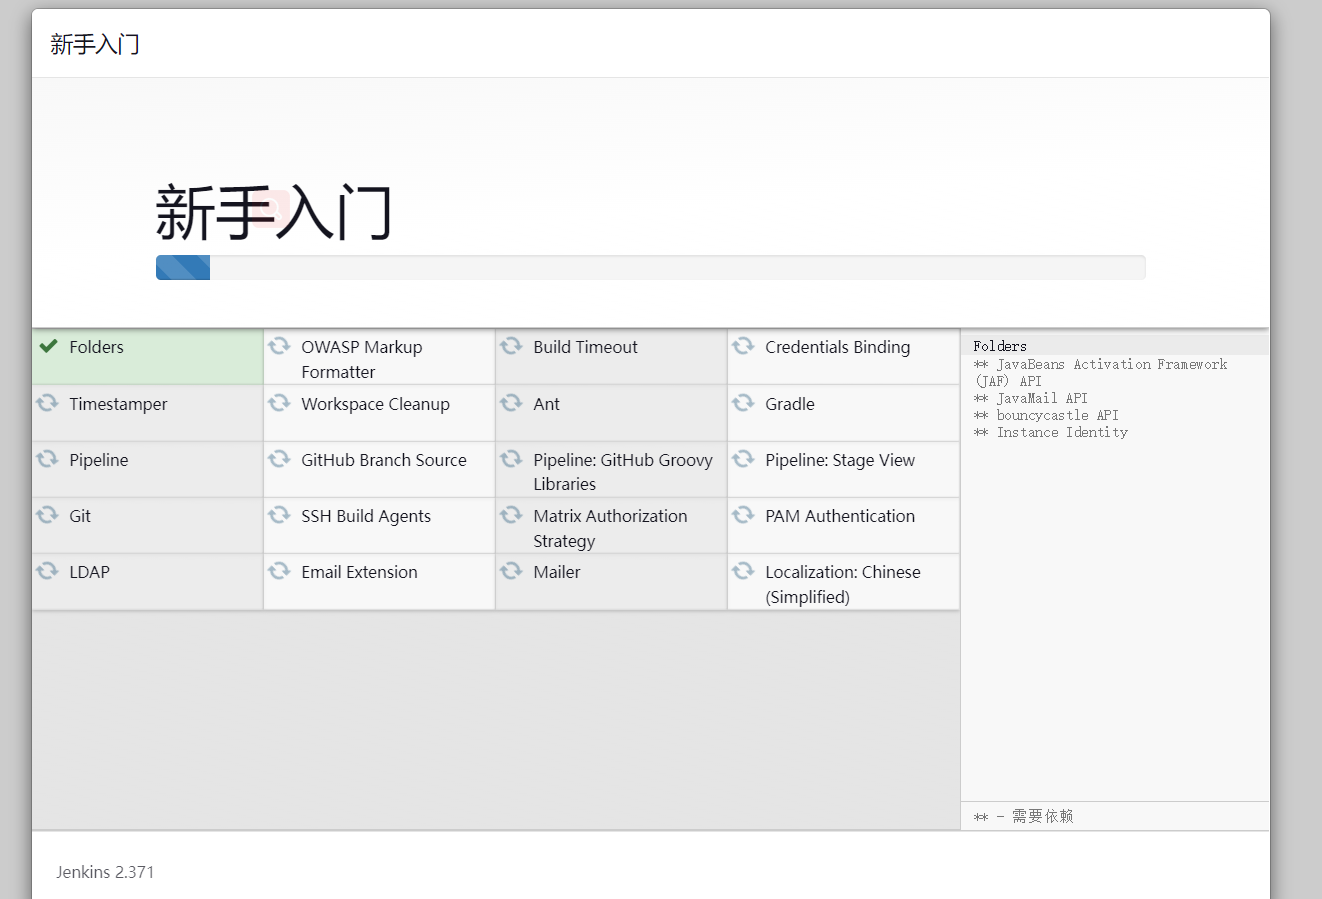 新手入门
新手入门
Folders
OWASP Markup
Formatter
Build Timeout
Credentials Binding
Timestamper
Workspace Cleanup
Ant
Gradle
Pipeline
GitHub Branch Source
Pipeline: GitHub Groovy
Libraries
Pipeline: Stage View
Git
SSH Build Agents
Matrix Authorization
Strategy
PAM Authentication
LDAP
Email Extension
Mailer
Localization: Chinese
(Simplified)
Folders
** JavaBeans Activation Framework
(JAF) API
** JavaMail API
** bouncycastle API
** Instance Identity
** - 需要依赖
Jenkins 2.371